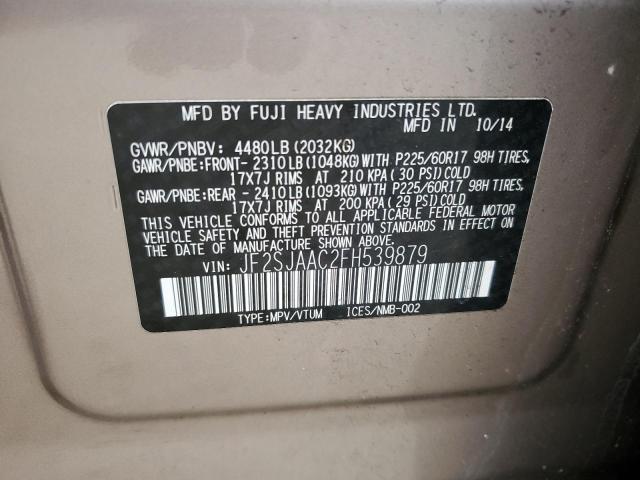 MFD BY FUJI HEAVY INDUSTRIES LTD.
MFD IN 10/14
GVWR/PNBV: 4480LB(2032KG)
GAWR/PNBE:FRONT- 2310LB(1048KG)WITH P225/60R17 98H TIRES,
17X7J RIMS AT 210 KPA(30 PSI)COLD
GAWR/PNBE:REAR - 2410LB(1093KG)WITH P225/60R17 98H TIRES,
17X7J RIMS AT 200 KPA(29 PSI)COLD
THIS VEHICLE CONFORMS TO ALL APPLICABLE FEDERAL MOTOR
VEHICLE SAFETY AND THEFT PREVENTION STANDARDS IN EFFECT
ON THE DATE OF MANUFACTURE SHOWN ABOVE.
VIN: JF2SJAAC2FH539879
TYPE:MPV/VTUM ICES/NMB-002